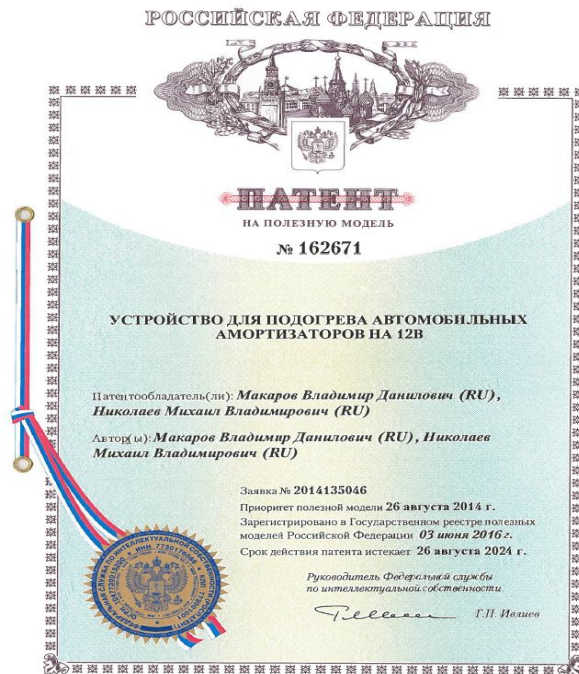 РОССИЙСКАЯ ФЕДЕРАЦИЯ
ПАТЕНТ
НА ПОЛЕЗНУЮ МОДЕЛЬ
№ 162671
УСТРОЙСТВО ДЛЯ ПОДОГРЕВА АВТОМОБИЛЬНЫХ
АМОРТИЗАТОРОВ НА 12В
Патентообладатель(ли): Макаров Владимир Данилович (RU),
Николаев Михаил Владимирович (RU)
Автор(ы): Макаров Владимир Данилович (RU), Николаев
Михаил Владимирович (RU)
Заявка № 2014135046
Приоритет полезной модели 26 августа 2014 г.
Зарегистрировано в Государственном реестре полезных
моделей Российской Федерации 03 июня 2016 г.
Срок действия патента истекает 26 августа 2024 г.
Руководитель Федеральной службы
по интеллектуальной собственности
Г.П. Ивлиев